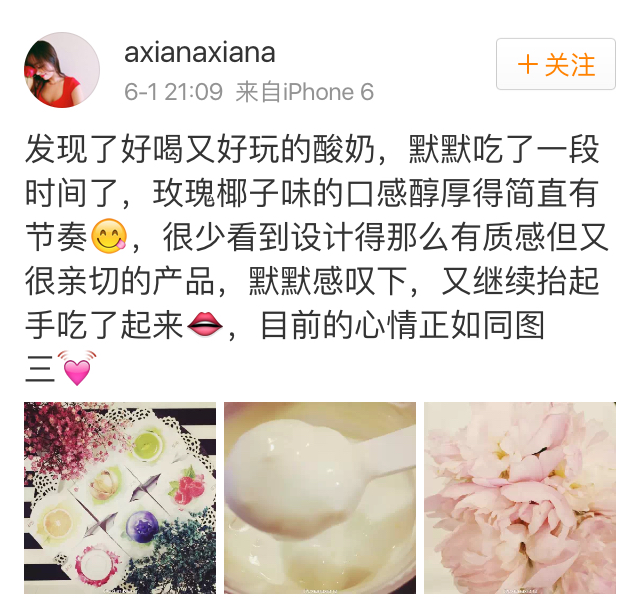 axianaxiana
6-1 21:09 来自iPhone 6
+关注
发现了好喝又好玩的酸奶，默默吃了一段
时间了，玫瑰椰子味的口感醇厚得简直有
节奏😋，很少看到设计得那么有质感但又
很亲切的产品，默默感叹下，又继续抬起
手吃了起来👄，目前的心情正如同图
三💓